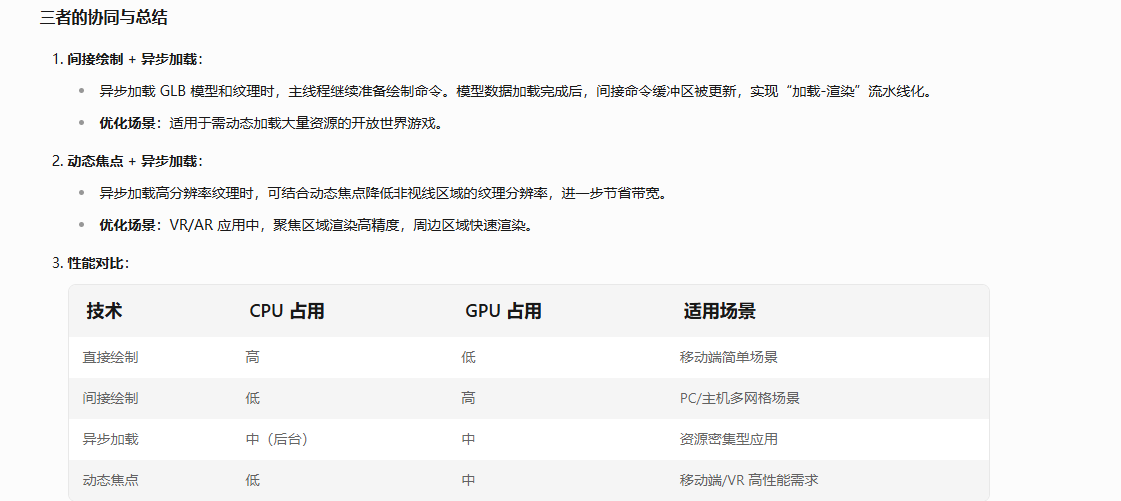 三者的协同与总结
1. 间接绘制 + 异步加载：
异步加载 GLB 模型和纹理时，主线程继续准备绘制命令。模型数据加载完成后，间接命令缓冲区被更新，实现“加载-渲染”流水线化。
优化场景：适用于需动态加载大量资源的开放世界游戏。
2. 动态焦点 + 异步加载：
异步加载高分辨率纹理时，可结合动态焦点降低非视线区域的纹理分辨率，进一步节省带宽。
优化场景：VR/AR 应用中，聚焦区域渲染高精度，周边区域快速渲染。
3. 性能对比：
技术 CPU 占用 GPU 占用 适用场景
直接绘制 高 低 移动端简单场景
间接绘制 低 高 PC/主机多网格场景
异步加载 中（后台） 中 资源密集型应用
动态焦点 低 中 移动端/VR 高性能需求